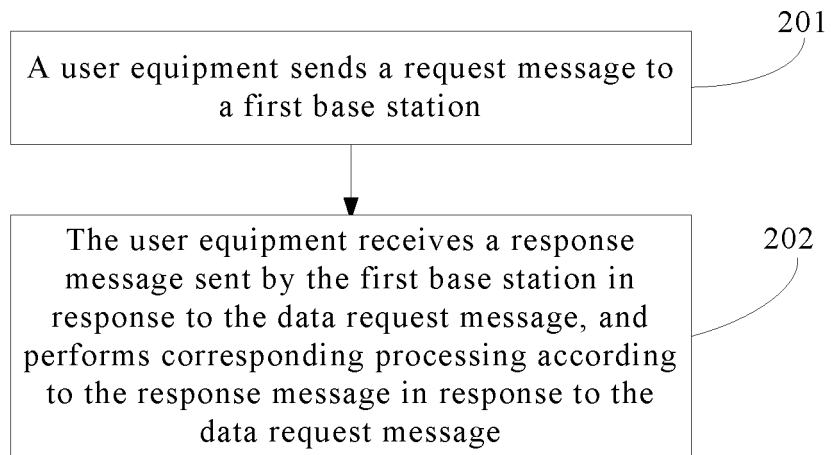 201
A user equipment sends a request message to
a first base station
202
The user equipment receives a response
message sent by the first base station in
response to the data request message, and
performs corresponding processing according
to the response message in response to the
data request message